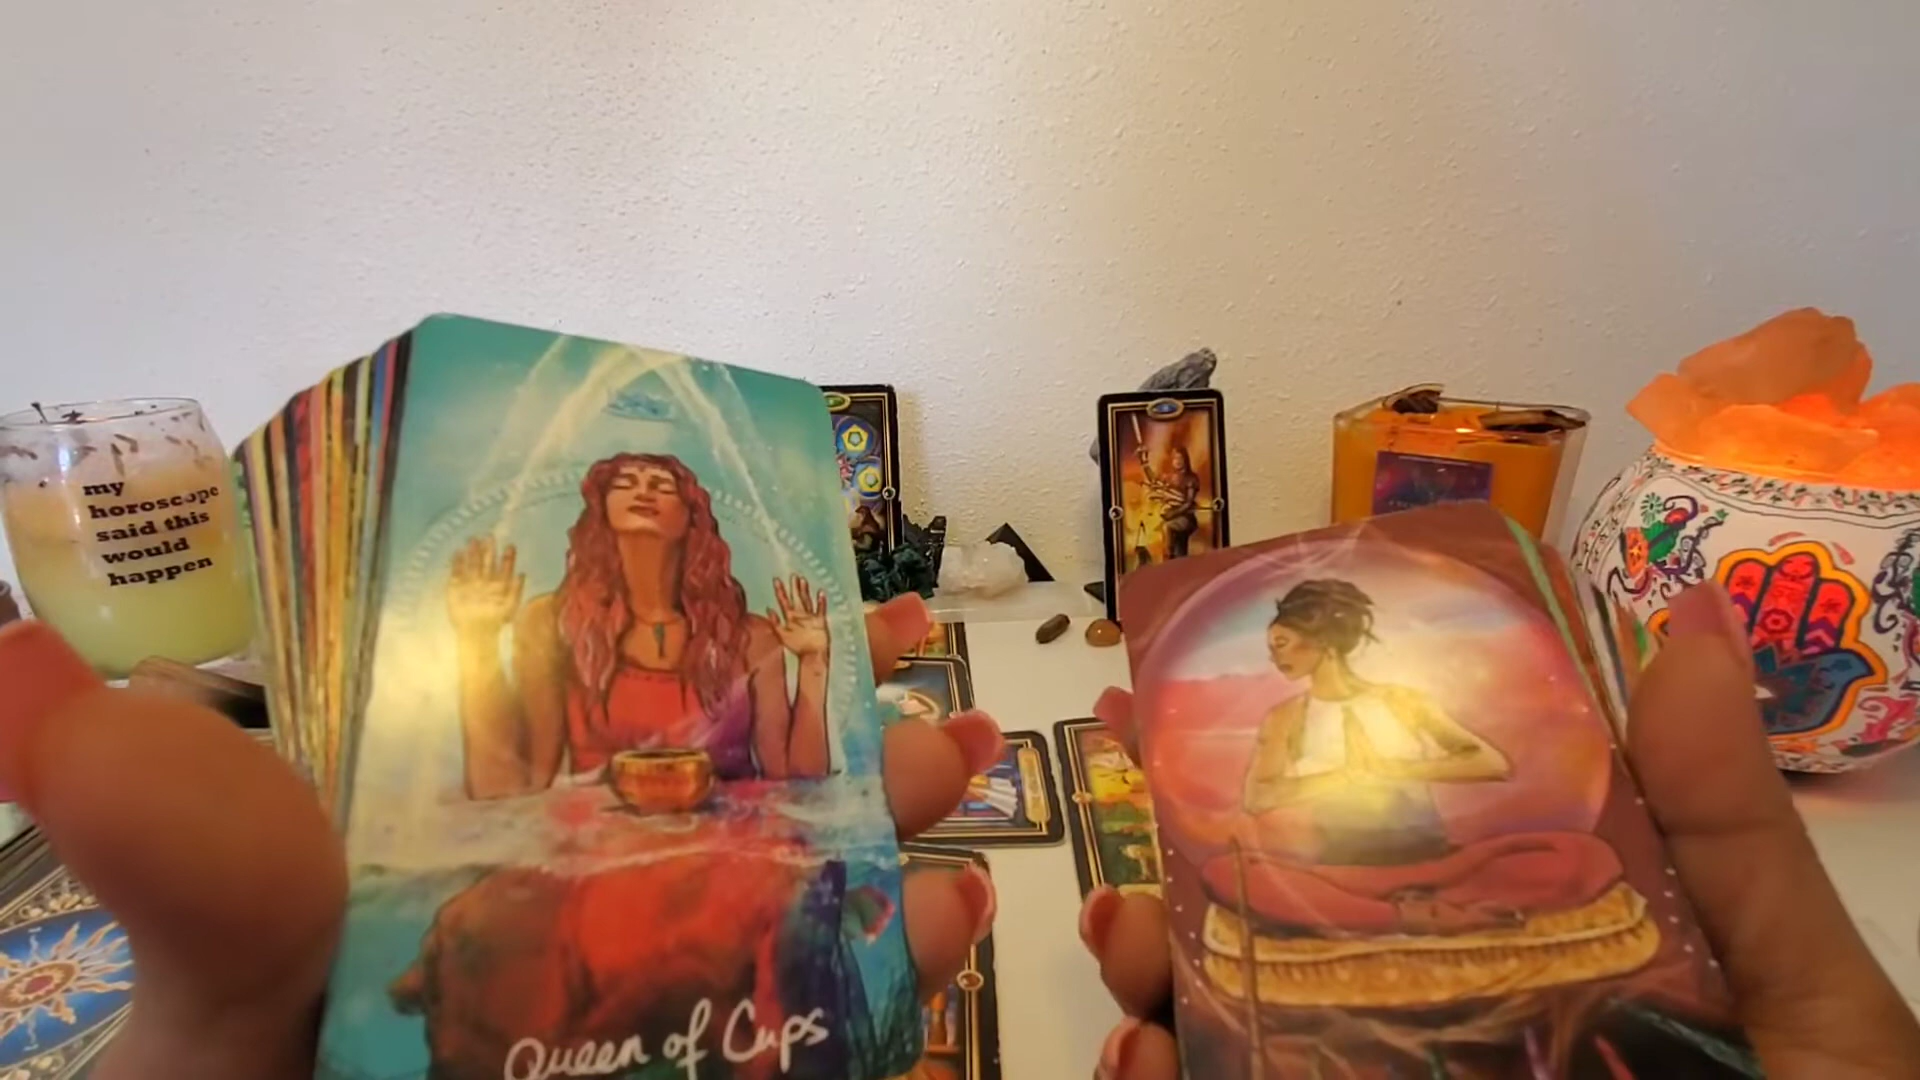 my
horoscope
said this
would
happen
Queen of Cups